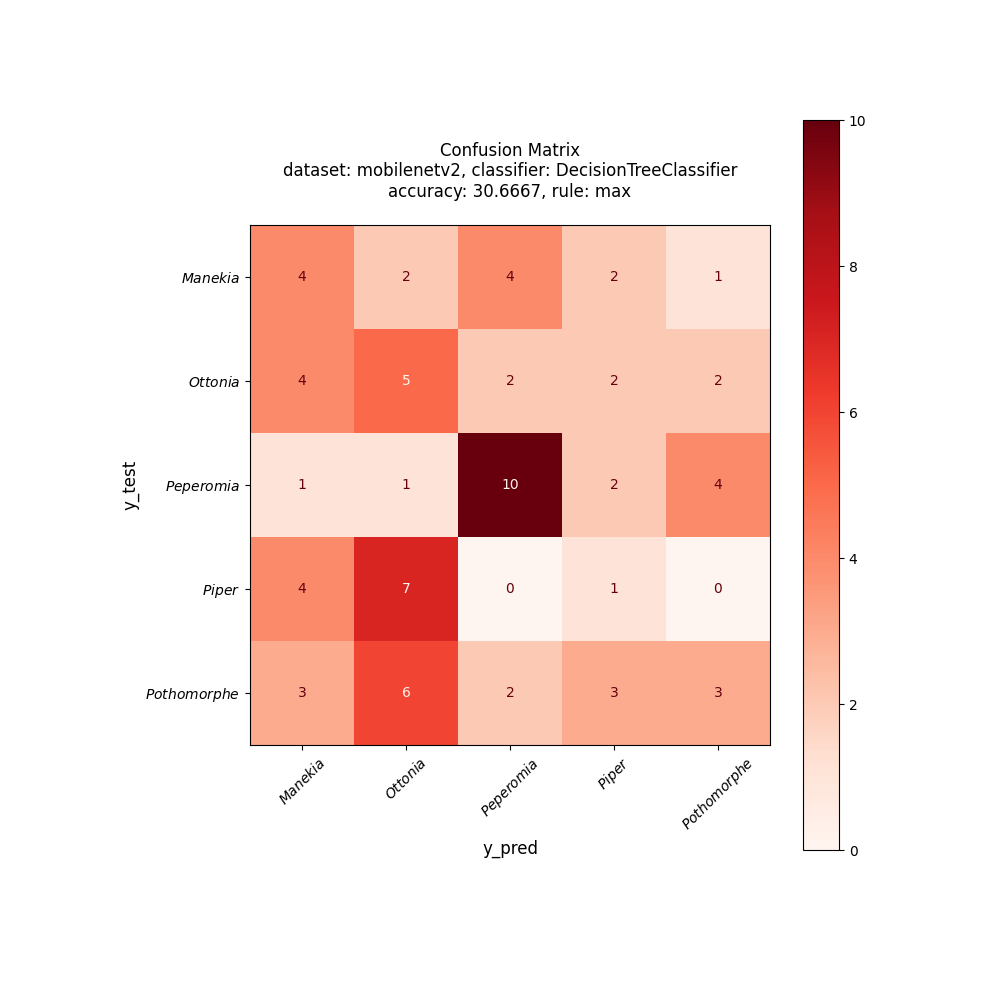 Confusion Matrix
dataset: mobilenetv2, classifier: DecisionTreeClassifier
accuracy: 30.6667, rule: max
10
8
6
4
2
0
y_test
Manekia 4 2 4 2 1
Ottonia 4 5 2 2 2
Peperomia 1 1 10 2 4
Piper 4 7 0 1 0
Pothomorphe 3 6 2 3 3
Manekia Ottonia Peperomia Piper Pothomorphe
y_pred